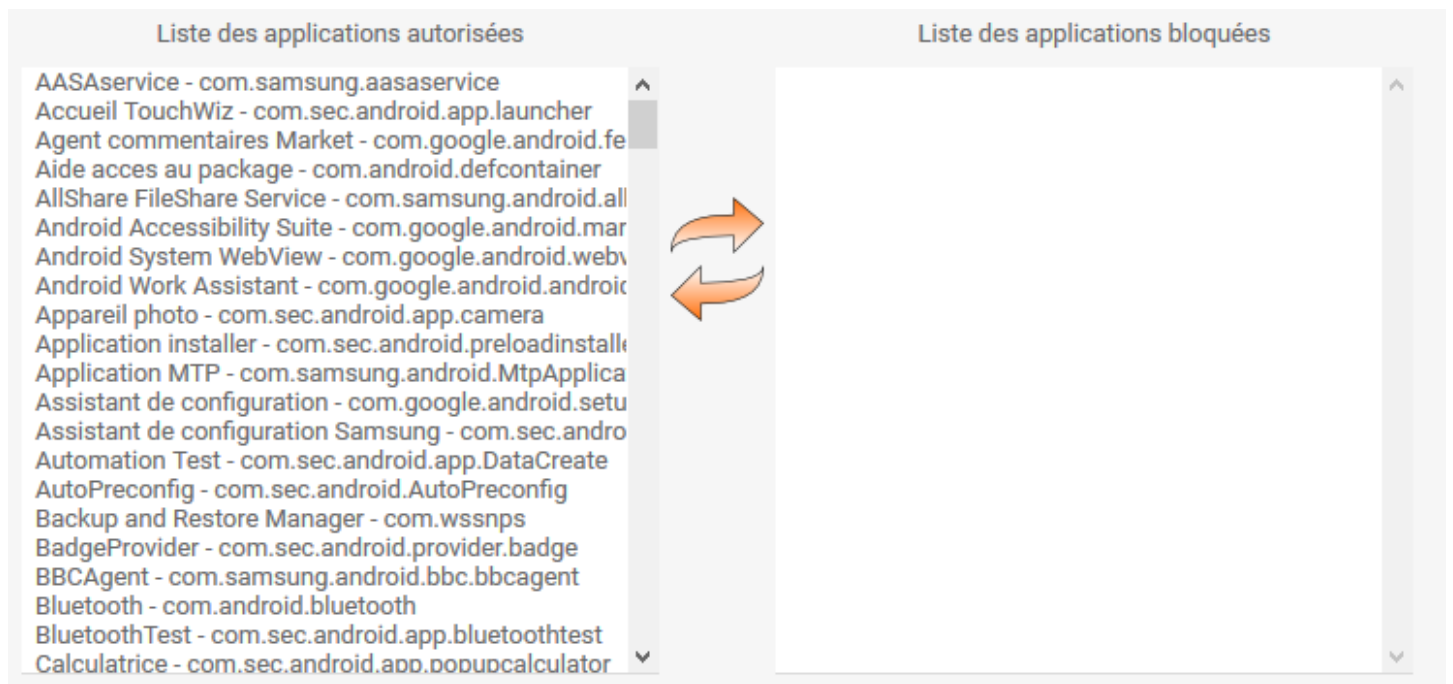 Liste des applications autorisées
Liste des applications bloquées
AASAservice - com.samsung.aasaservice
Accueil TouchWiz - com.sec.android.app.launcher
Agent commentaires Market - com.google.android.fe
Aide acces au package - com.android.defcontainer
AllShare FileShare Service - com.samsung.android.all
Android Accessibility Suite - com.google.android.mar
Android System WebView - com.google.android.webv
Android Work Assistant - com.google.android.androic
Appareil photo - com.sec.android.app.camera
Application installer - com.sec.android.preloadinstalle
Application MTP - com.samsung.android.MtpApplica
Assistant de configuration - com.google.android.setu
Assistant de configuration Samsung - com.sec.andro
Automation Test - com.sec.android.app.DataCreate
AutoPreconfig - com.sec.android.AutoPreconfig
Backup and Restore Manager - com.wssnps
BadgeProvider - com.sec.android.provider.badge
BBCAgent - com.samsung.android.bbc.bbcagent
Bluetooth - com.android.bluetooth
BluetoothTest - com.sec.android.app.bluetoothtest
Calculatrice - com.sec.android.app.popupcalculator